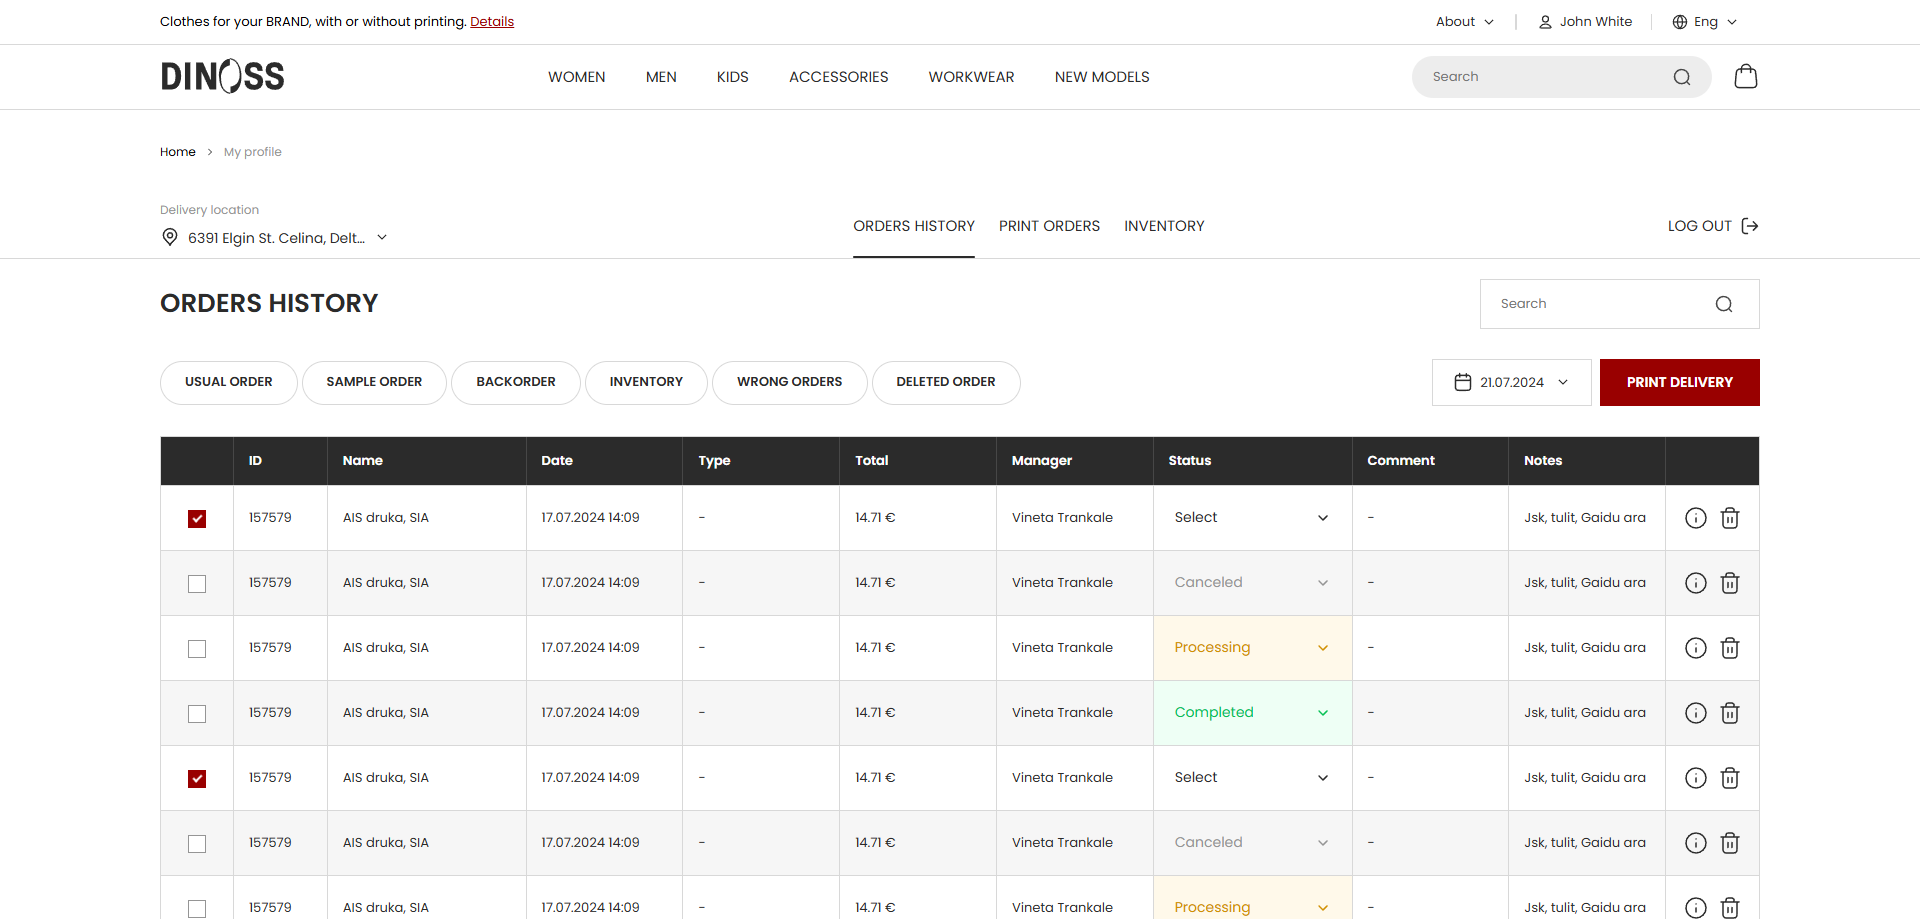 Clothes for your BRAND, with or without printing. Details
About
John White
Eng
DINOSS
WOMEN MEN KIDS ACCESSORIES WORKWEAR NEW MODELS
Search
Home > My profile
Delivery location
6391 Elgin St. Celina, Delt...
ORDERS HISTORY PRINT ORDERS INVENTORY
LOG OUT
ORDERS HISTORY
Search
USUAL ORDER SAMPLE ORDER BACKORDER INVENTORY WRONG ORDERS DELETED ORDER
21.07.2024
PRINT DELIVERY
ID Name Date Type Total Manager Status Comment Notes
157579 AIS druka, SIA 17.07.2024 14:09 - 14.71 € Vineta Trankale Select - Jsk, tulit, Gaidu ara
157579 AIS druka, SIA 17.07.2024 14:09 - 14.71 € Vineta Trankale Canceled - Jsk, tulit, Gaidu ara
157579 AIS druka, SIA 17.07.2024 14:09 - 14.71 € Vineta Trankale Processing - Jsk, tulit, Gaidu ara
157579 AIS druka, SIA 17.07.2024 14:09 - 14.71 € Vineta Trankale Completed - Jsk, tulit, Gaidu ara
157579 AIS druka, SIA 17.07.2024 14:09 - 14.71 € Vineta Trankale Select - Jsk, tulit, Gaidu ara
157579 AIS druka, SIA 17.07.2024 14:09 - 14.71 € Vineta Trankale Canceled - Jsk, tulit, Gaidu ara
157579 AIS druka, SIA 17.07.2024 14:09 - 14.71 € Vineta Trankale Processing - Jsk, tulit, Gaidu ara